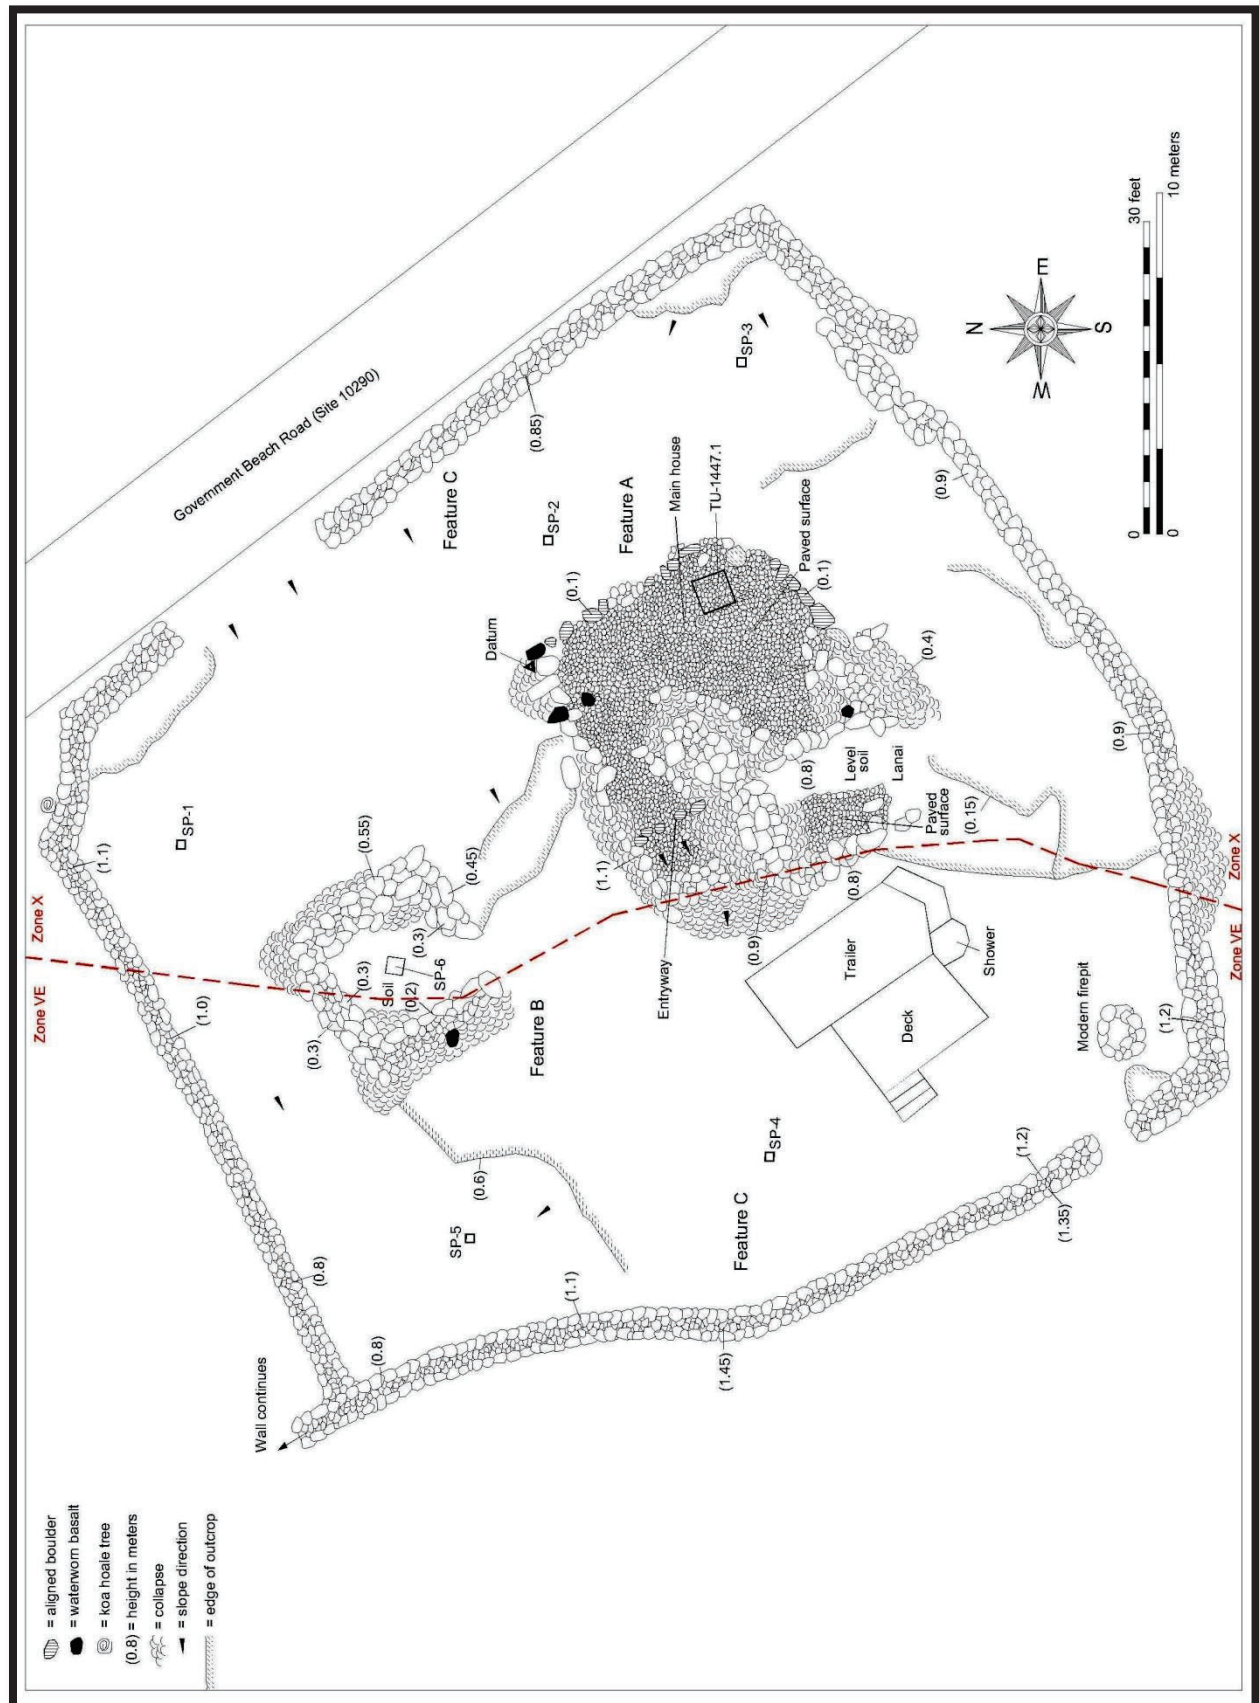 = aligned boulder
= waterworn basalt
= koa hoale tree
(0.8) = height in meters
= collapse
= slope direction
= edge of outcrop
Wall continues
(0.8)
(0.8)
(1.0)
(1.1)
Zone VE
Zone X
SP-1
Government Beach Road (Site 10290)
SP-5
(0.6)
(0.3)
(0.3)
Soil
SP-6
(0.2)
(0.3)
(0.55)
(0.45)
Feature B
(1.1)
(1.45)
Feature C
SP-4
(1.2)
(1.35)
Datum
(0.1)
SP-2
Feature C
(0.85)
Feature A
Main house
TU-1447.1
Paved surface
(0.1)
SP-3
Entryway
(1.1)
(0.9)
(0.8)
(0.8)
Level
soil
Lanai
Paved
surface
(0.4)
(0.15)
Trailer
Deck
Shower
Modern firepit
(1.2)
(0.9)
(0.9)
Zone VE
Zone X
N
E
S
W
0
30 feet
0
10 meters